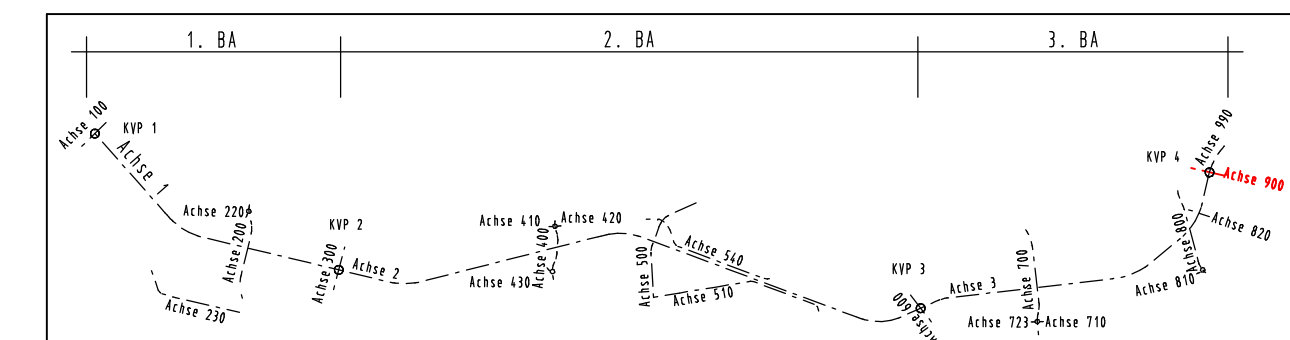 1. BA
2. BA
3. BA
Achse 100
KVP 1
Achse 1
Achse 220
Achse 200
Achse 230
KVP 2
Achse 300
Achse 2
Achse 410
Achse 420
Achse 400
Achse 430
Achse 500
Achse 540
Achse 510
KVP 3
Achse 600
Achse 3
Achse 700
Achse 723
Achse 710
KVP 4
Achse 990
Achse 900
Achse 800
Achse 820
Achse 810